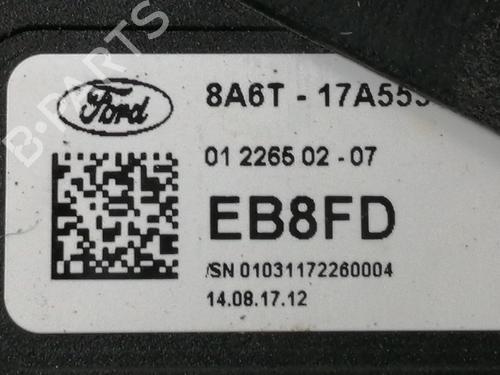 B-PARTS
Ford
8A6T - 17A553
01 2265 02 - 07
EB8FD
/SN 01031172260004
14.08.17.12